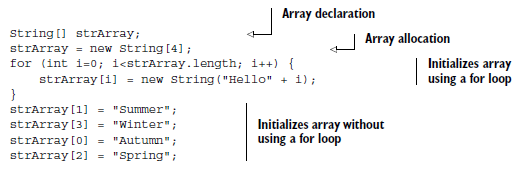 Array declaration
String[] strArray;
Array allocation
strArray = new String[4];
for (int i=0; i<strArray.length; i++) {
Initializes array
strArray[i] = new String("Hello" + i);
using a for loop
}
strArray[1] = "Summer";
strArray[3] = "Winter";
Initializes array without
strArray[0] = "Autumn";
using a for loop
strArray[2] = "Spring";